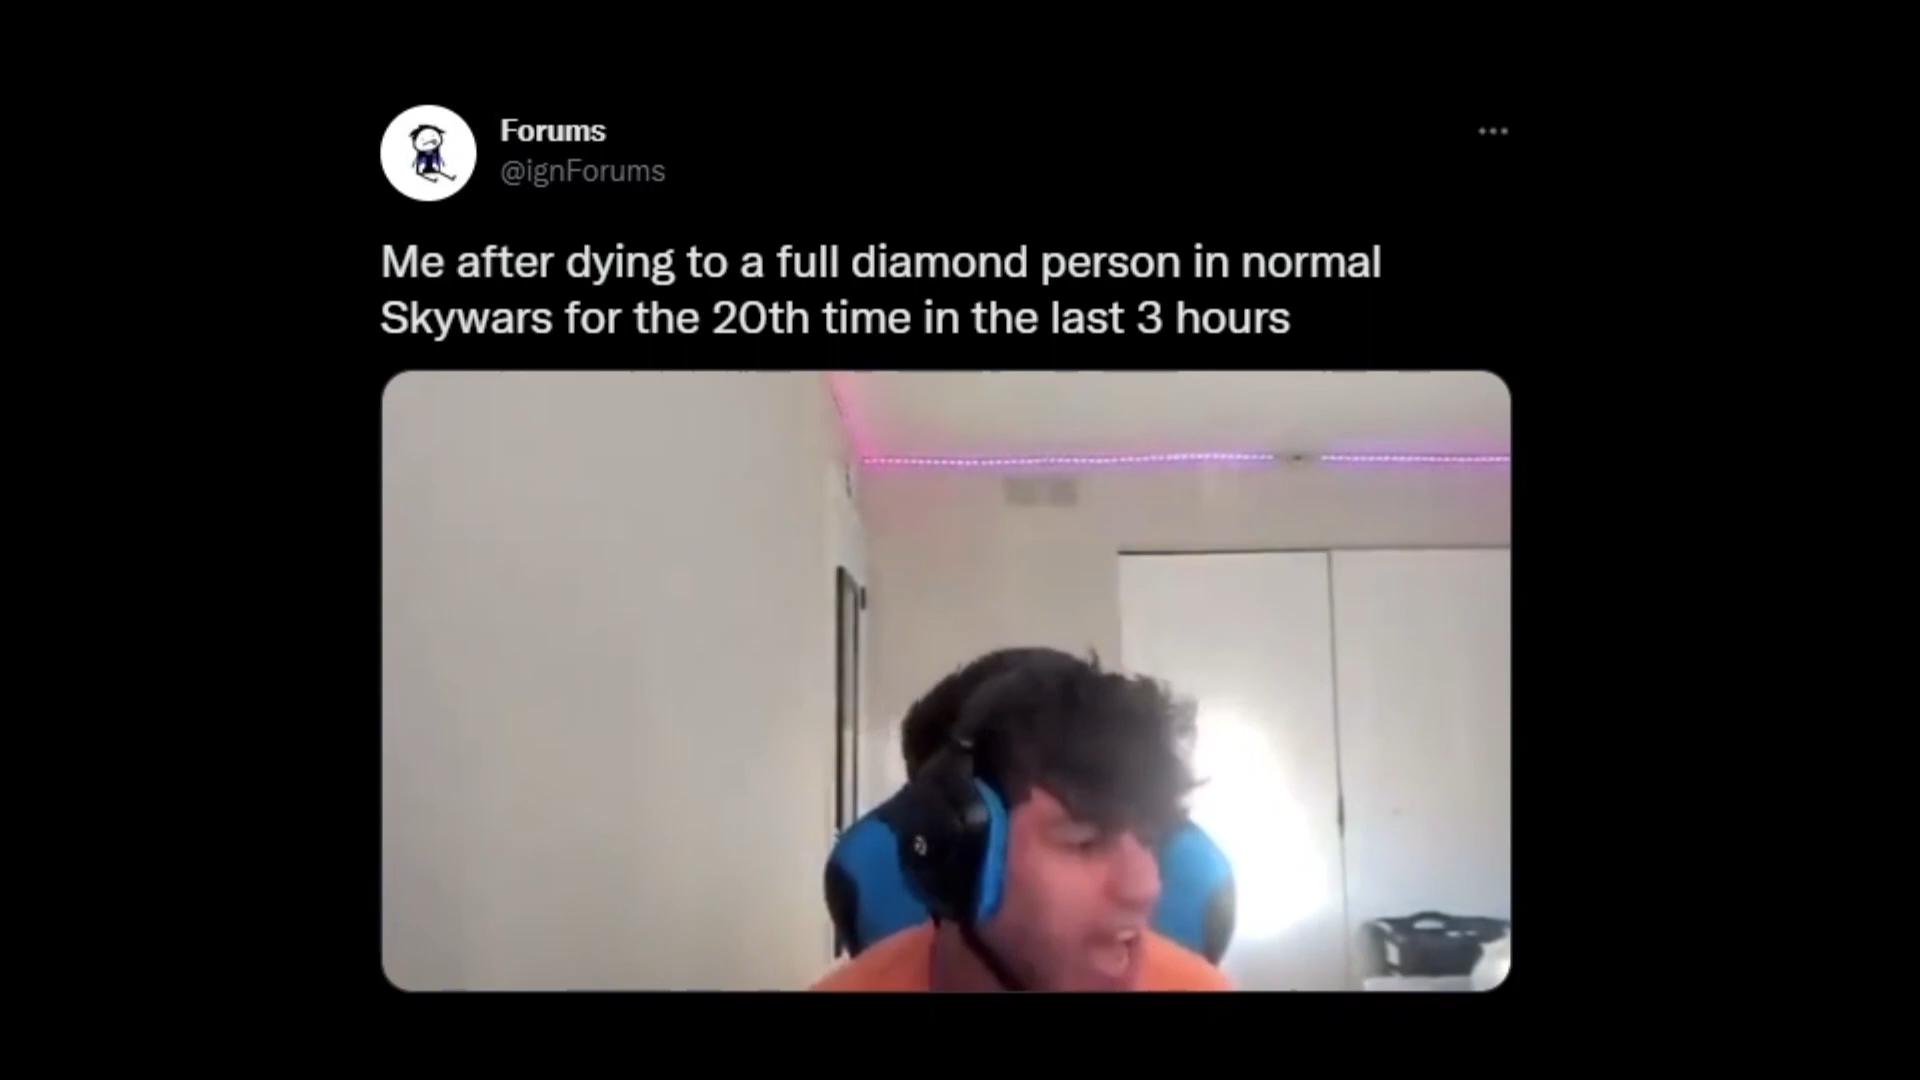 Forums
@ignForums
Me after dying to a full diamond person in normal
Skywars for the 20th time in the last 3 hours